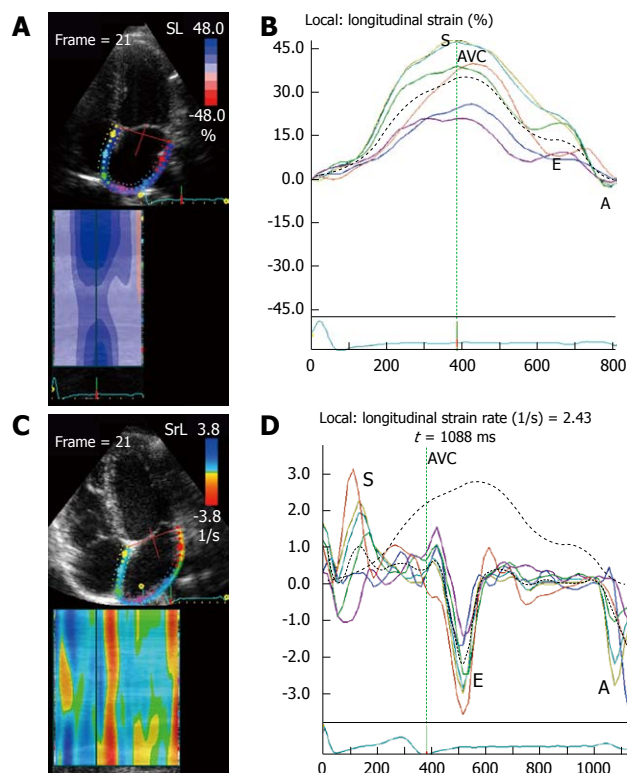 A
SL 48.0
Frame = 21
-48.0
%
B
Local: longitudinal strain (%)
45.0
30.0
15.0
0.0
-15.0
-30.0
-45.0
S
AVC
E
A
0 200 400 600 800
C
SrL 3.8
Frame = 21
-3.8
1/s
D
Local: longitudinal strain rate (1/s) = 2.43
t = 1088 ms
AVC
3.0
2.0
1.0
0.0
-1.0
-2.0
-3.0
S
E
A
0 200 400 600 800 1000